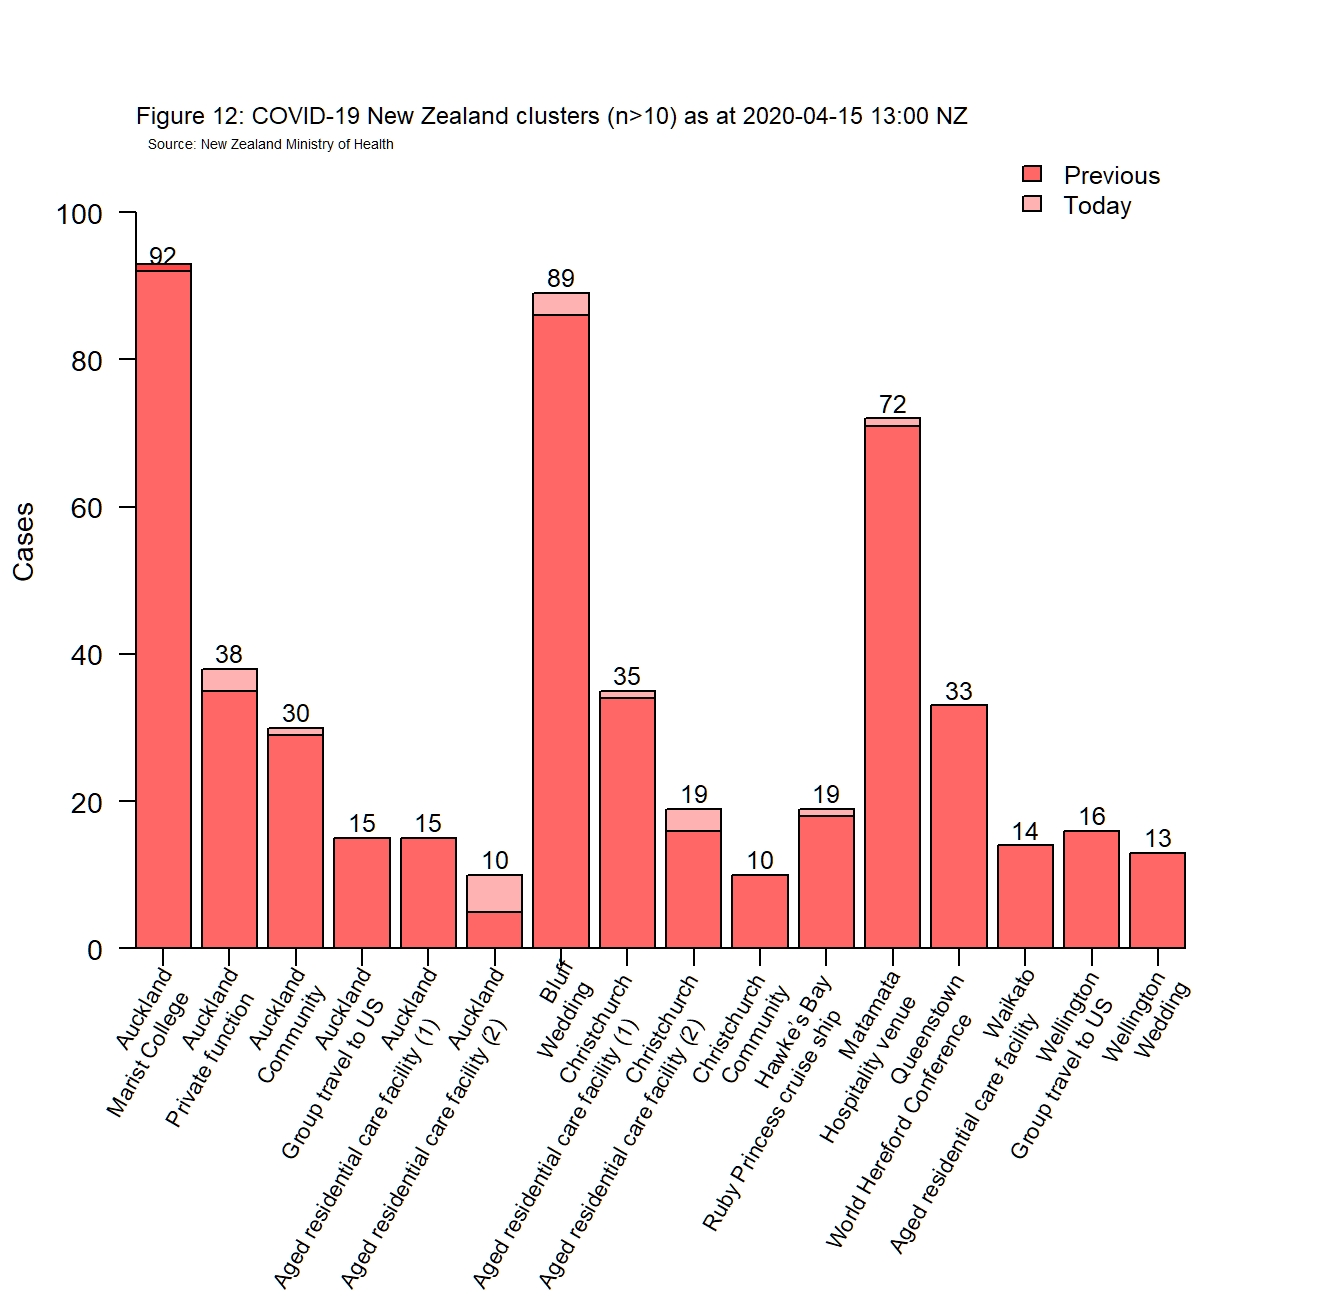 Figure 12: COVID-19 New Zealand clusters (n>10) as at 2020-04-15 13:00 NZ
Source: New Zealand Ministry of Health
Previous
Today
Cases
100
80
60
40
20
0
92
38
30
15
15
10
89
35
19
10
19
72
33
14
16
13
Auckland
Marist College
Auckland
Private function
Auckland
Community
Auckland
Group travel to US
Auckland
Aged residential care facility (1)
Auckland
Aged residential care facility (2)
Bluff
Wedding
Christchurch
Aged residential care facility (1)
Christchurch
Aged residential care facility (2)
Christchurch
Community
Hawke's Bay
Ruby Princess cruise ship
Matamata
Hospitality venue
Queenstown
World Hereford Conference
Waikato
Aged residential care facility
Wellington
Group travel to US
Wellington
Wedding